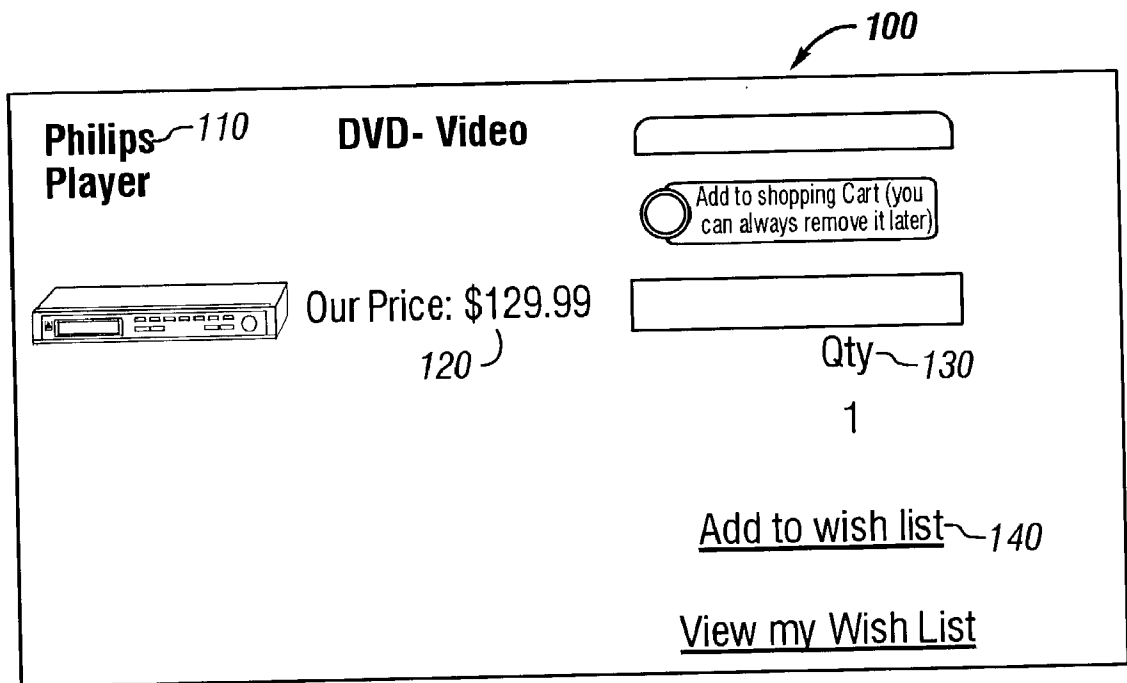 100
Philips 110
Player
DVD- Video
Add to shopping Cart (you
can always remove it later)
Our Price: $129.99
120
Qty 130
1
Add to wish list 140
View my Wish List